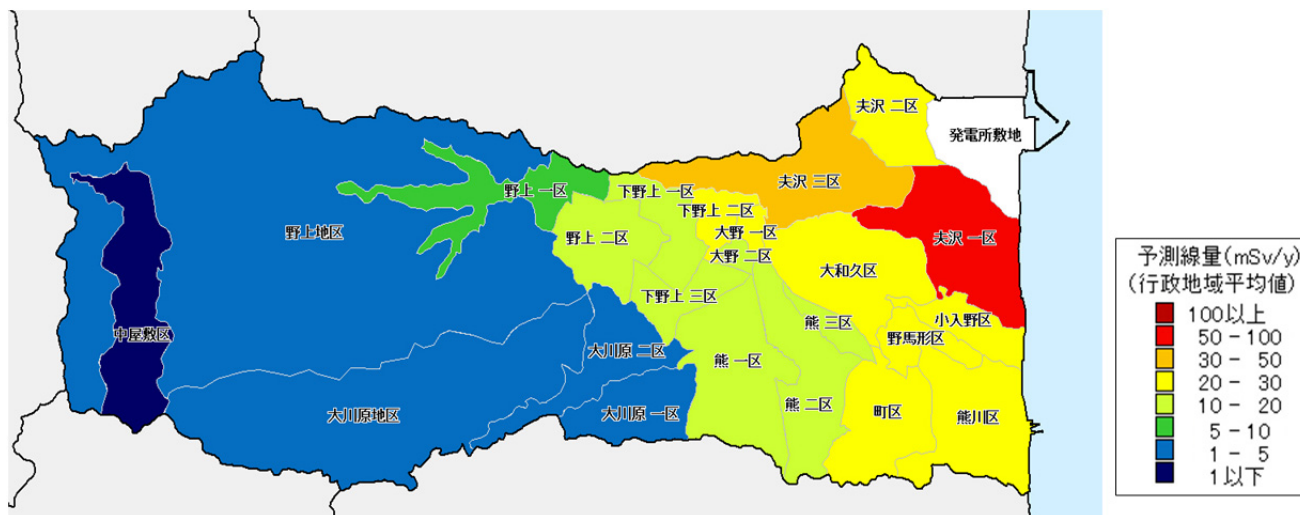 夫沢 二区
発電所敷地
夫沢 三区
野上 一区
下野上 一区
下野上 二区
野上地区
野上 二区
大野 一区
夫沢 一区
大野 二区
大和久区
下野上 三区
小入野区
中屋敷区
熊 三区
野馬形区
大川原 二区
熊 一区
大川原地区
大川原 一区
熊 二区
町区
熊川区
予測線量(mSv/y)
(行政地域平均値)
100以上
50-100
30-50
20-30
10-20
5-10
1-5
1以下